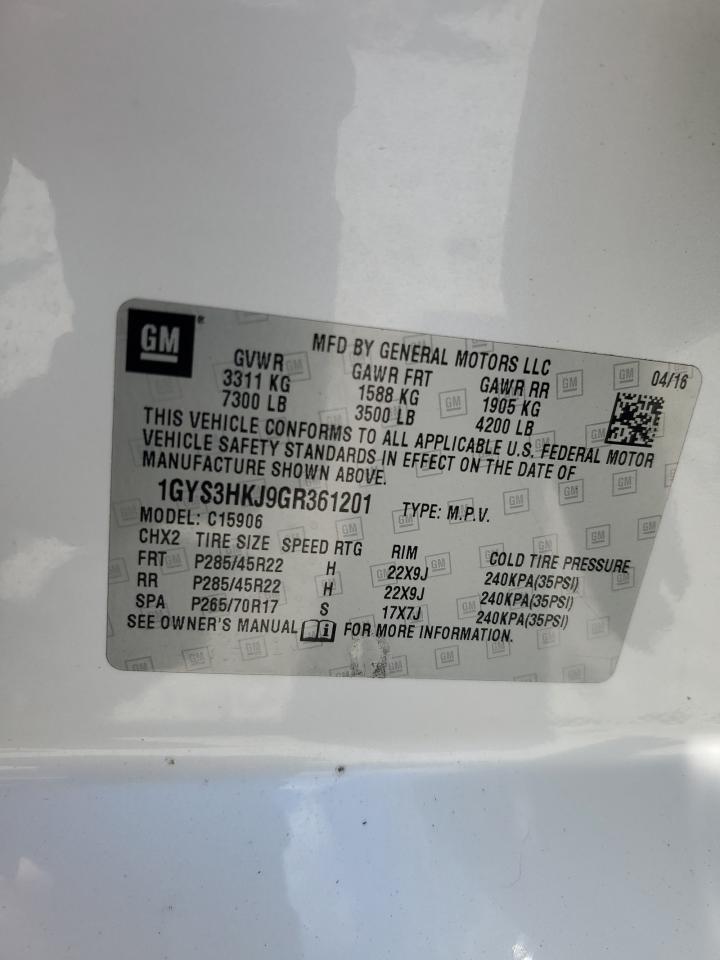 GM
MFD BY GENERAL MOTORS LLC
04/16
GVWR GAWR FRT GAWR RR
3311 KG 1588 KG 1905 KG
7300 LB 3500 LB 4200 LB
THIS VEHICLE CONFORMS TO ALL APPLICABLE U.S. FEDERAL MOTOR
VEHICLE SAFETY STANDARDS IN EFFECT ON THE DATE OF
MANUFACTURE SHOWN ABOVE.
1GYS3HKJ9GR361201 TYPE: M.P.V.
MODEL: C15906
CHX2 TIRE SIZE SPEED RTG RIM COLD TIRE PRESSURE
FRT P285/45R22 H 22X9J 240KPA(35PSI)
RR P285/45R22 H 22X9J 240KPA(35PSI)
SPA P265/70R17 S 17X7J 240KPA(35PSI)
SEE OWNER'S MANUAL FOR MORE INFORMATION.